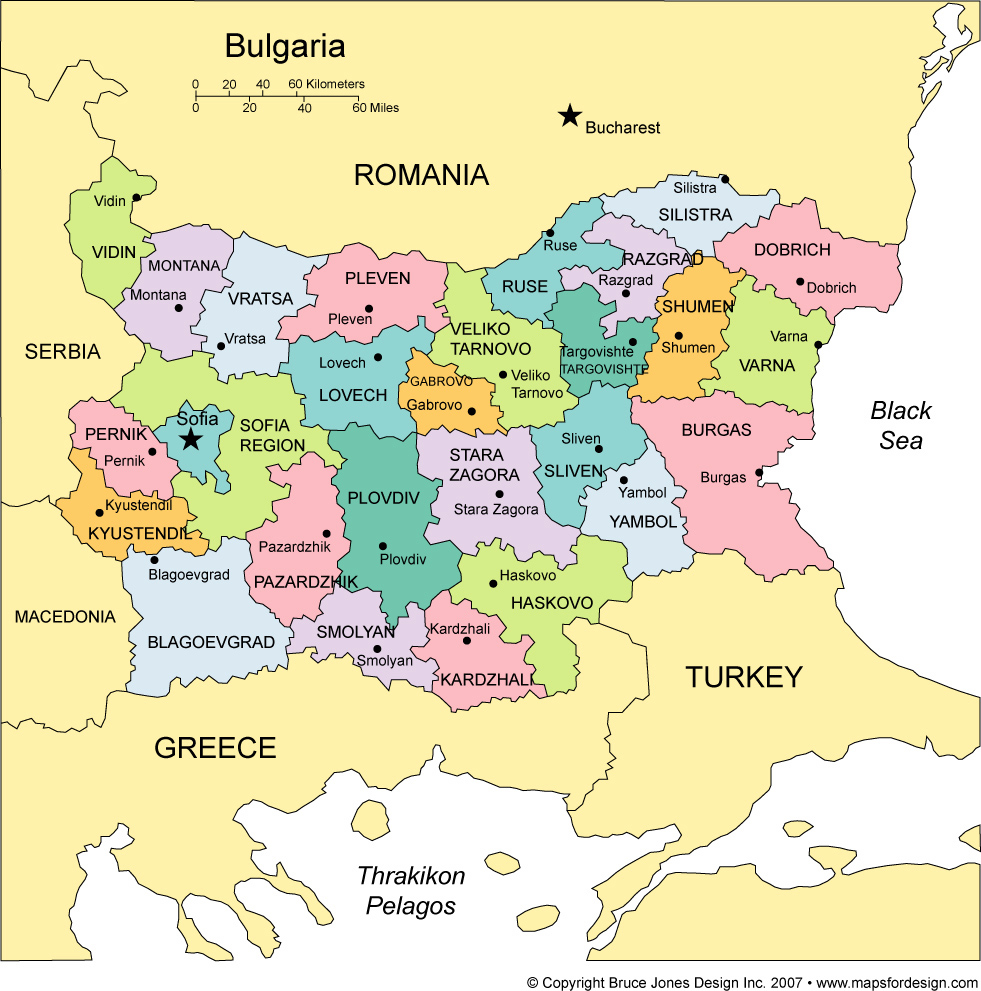 Bulgaria
0 20 40 60 Kilometers
0 20 40 60 Miles
Bucharest
ROMANIA
Silistra
SILISTRA
Vidin
VIDIN
MONTANA
Montana
VRATSA
Vratsa
PLEVEN
Pleven
Ruse
RUSE
RAZGRAD
Razgrad
DOBRICH
Dobrich
SHUMEN
Shumen
Varna
VARNA
SERBIA
Lovech
LOVECH
VELIKO
TARNOVO
Veliko
Tarnovo
GABROVO
Gabrovo
Targovishte
TARGOVISHTE
Black
Sea
Sofia
SOFIA
REGION
PERNIK
Pernik
Kyustendil
KYUSTENDIL
PLOVDIV
Plovdiv
STARA
ZAGORA
Stara Zagora
Sliven
SLIVEN
Yambol
YAMBOL
BURGAS
Burgas
Pazardzhik
PAZARDZHIK
Blagoevgrad
BLAGOEVGRAD
Haskovo
HASKOVO
MACEDONIA
SMOLYAN
Smolyan
Kardzhali
KARDZHALI
TURKEY
GREECE
Thrakikon
Pelagos
© Copyright Bruce Jones Design Inc. 2007 • www.mapsfordesign.com